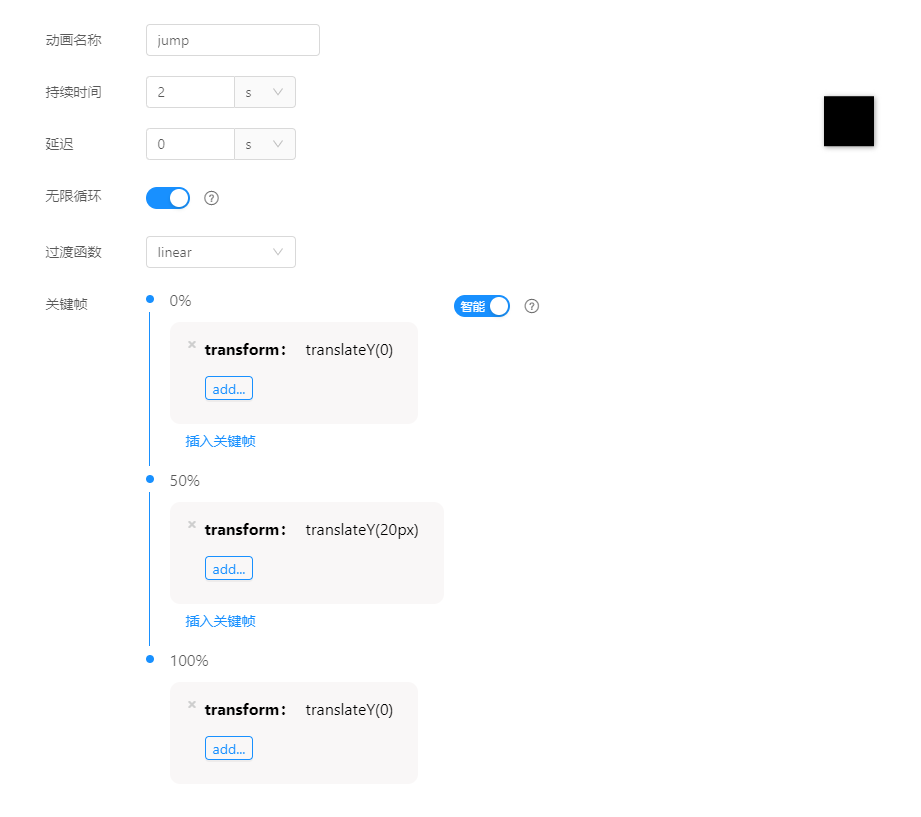 动画名称 jump
持续时间 2 s
延迟 0 s
无限循环 ?
过渡函数 linear
关键帧 0% 智能 ?
× transform： translateY(0)
add...
插入关键帧
50%
× transform： translateY(20px)
add...
插入关键帧
100%
× transform： translateY(0)
add...